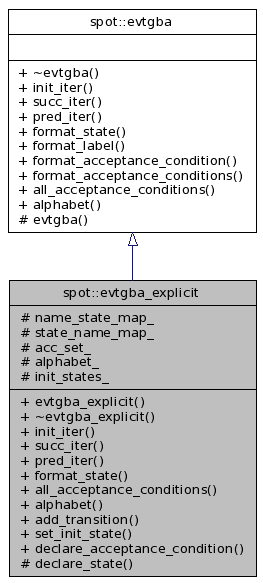 spot::evtgba
+ ~evtgba()
+ init_iter()
+ succ_iter()
+ pred_iter()
+ format_state()
+ format_label()
+ format_acceptance_condition()
+ format_acceptance_conditions()
+ all_acceptance_conditions()
+ alphabet()
# evtgba()
spot::evtgba_explicit
# name_state_map_
# state_name_map_
# acc_set_
# alphabet_
# init_states_
+ evtgba_explicit()
+ ~evtgba_explicit()
+ init_iter()
+ succ_iter()
+ pred_iter()
+ format_state()
+ all_acceptance_conditions()
+ alphabet()
+ add_transition()
+ set_init_state()
+ declare_acceptance_condition()
# declare_state()